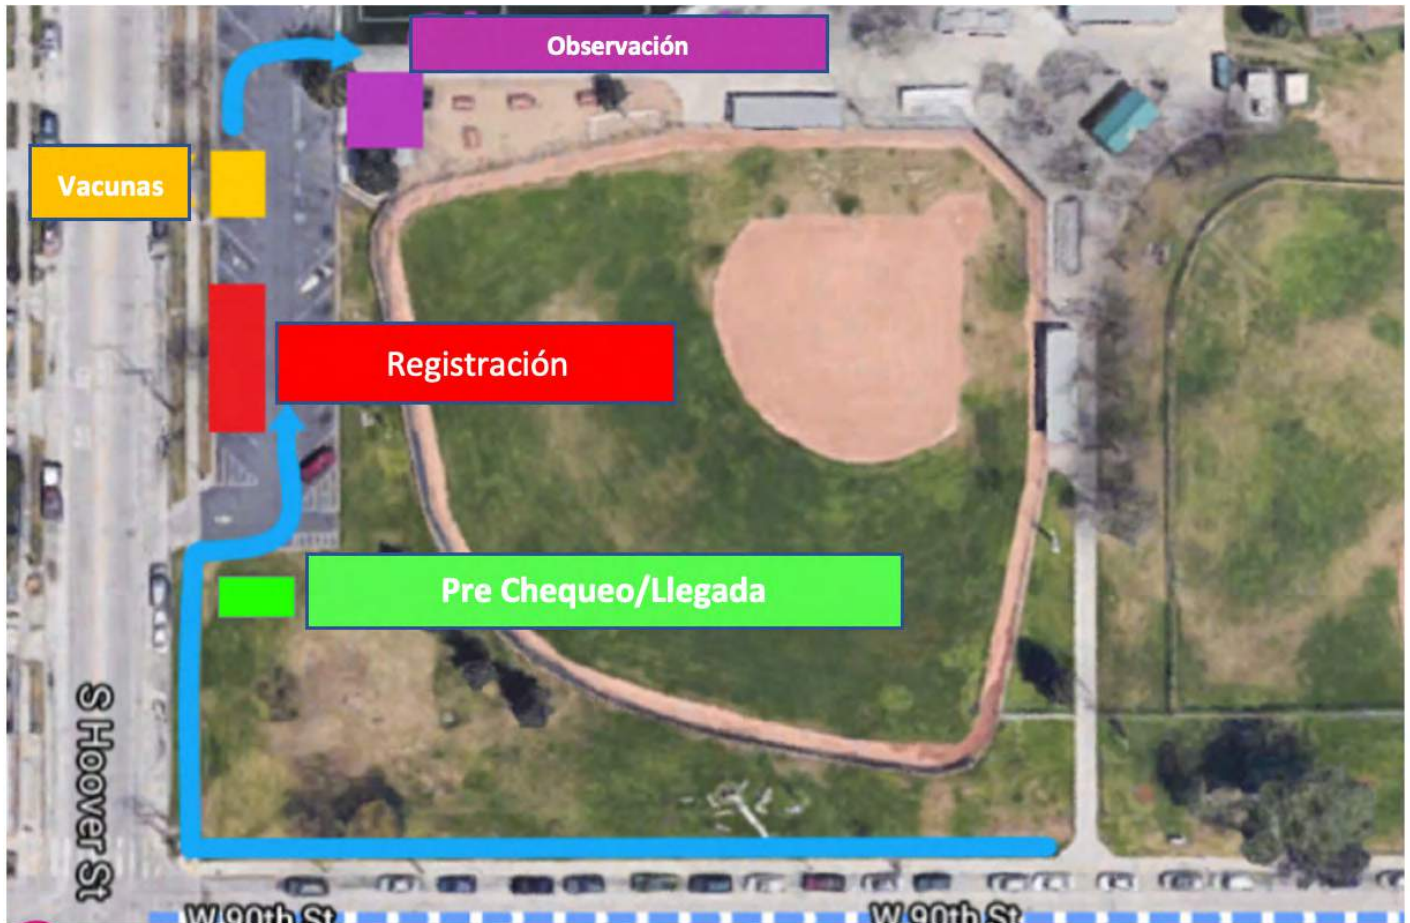 Observación
Vacunas
Registración
Pre Chequeo/Llegada
S Hoover St
W 90th St
W 90th St